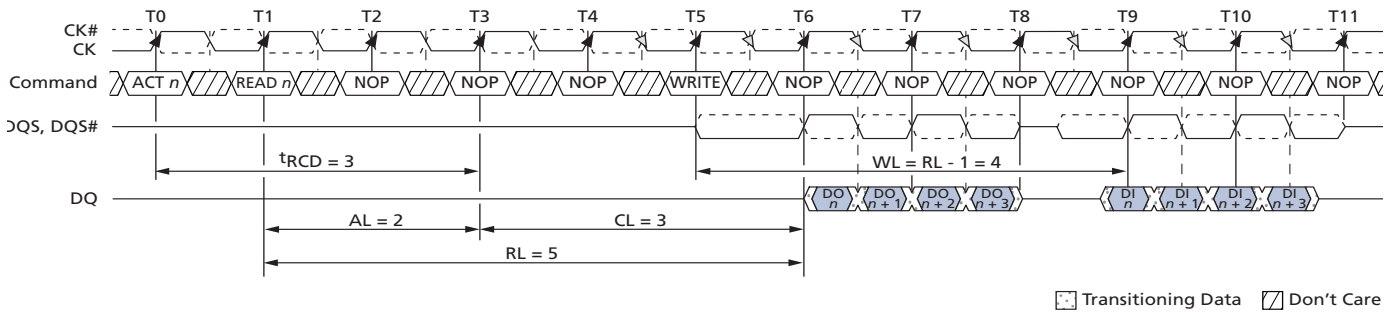 T0 T1 T2 T3 T4 T5 T6 T7 T8 T9 T10 T11
CK#
CK
Command ACT n READ n NOP NOP NOP WRITE NOP NOP NOP NOP NOP NOP
DQS, DQS#
tRCD = 3 WL = RL - 1 = 4
DQ DO n DO n + 1 DO n + 2 DO n + 3 DI n DI n + 1 DI n + 2 DI n + 3
AL = 2 CL = 3
RL = 5
Transitioning Data Don't Care